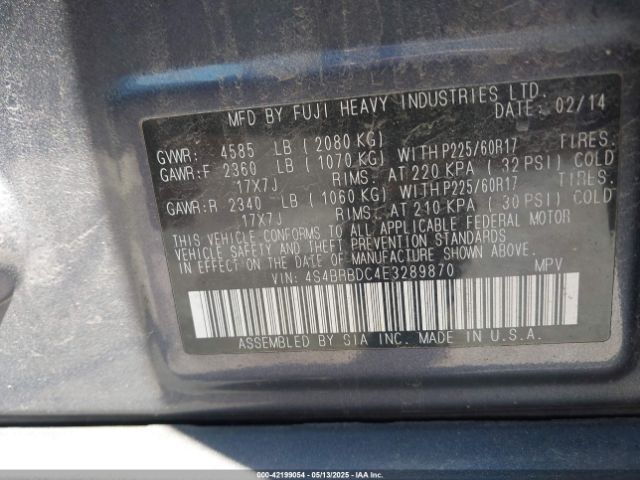 MFD BY FUJI HEAVY INDUSTRIES LTD.
DATE: 02/14
GVWR: 4585 LB (2080 KG)
GAWR:F 2360 LB (1070 KG) WITH P225/60R17 TIRES.
17X7J RIMS. AT 220 KPA (32 PSI) COLD
GAWR:R 2340 LB (1060 KG) WITH P225/60R17 TIRES.
17X7J RIMS. AT 210 KPA (30 PSI) COLD
THIS VEHICLE CONFORMS TO ALL APPLICABLE FEDERAL MOTOR
VEHICLE SAFETY AND THEFT PREVENTION STANDARDS
IN EFFECT ON THE DATE OF MANUFACTURE SHOWN ABOVE.
VIN: 4S4BRBDC4E3289870 MPV
ASSEMBLED BY SIA INC. MADE IN U.S.A.
000-42199054 - 05/13/2025 - IAAI.COM